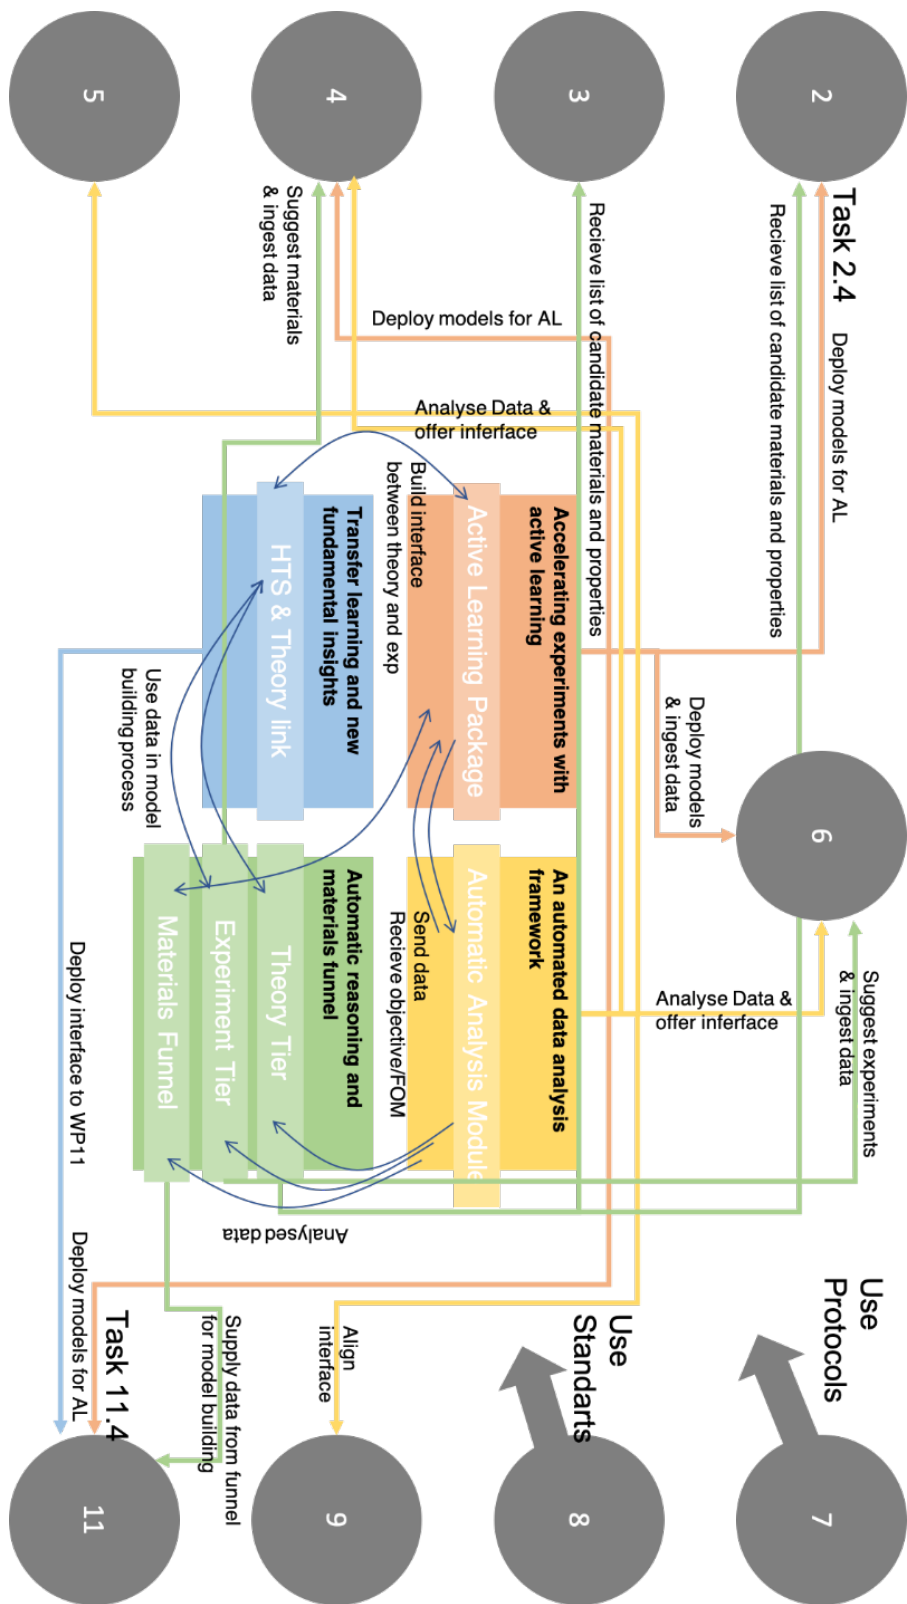 Use
Protocols
Suggest experiments
& ingest data
Task 2.4
Deploy models for AL
2
6
7
Recieve list of candidate materials and properties
Deploy models
& ingest data
Analyse Data &
offer inferface
Use
Standarts
Recieve list of candidate materials and properties
3
8
Accelerating experiments with
active learning
Active Learning Package
An automated data analysis
framework
Automatic Analysis Module
Analyse Data &
offer inferface
Deploy models for AL
Build interface
between theory and exp
Send data
Recieve objective/FOM
4
9
Align
interface
Suggest materials
& ingest data
Transfer learning and new
fundamental insights
HTS & Theory link
Automatic reasoning and
materials funnel
Theory Tier
Experiment Tier
Materials Funnel
Analysed data
Supply data from funnel
for model building
Use data in model
building process
Task 11.4
Deploy interface to WP11
Deploy models for AL
5
11